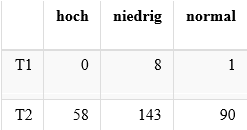 hoch niedrig normal
T1 0 8 1
T2 58 143 90